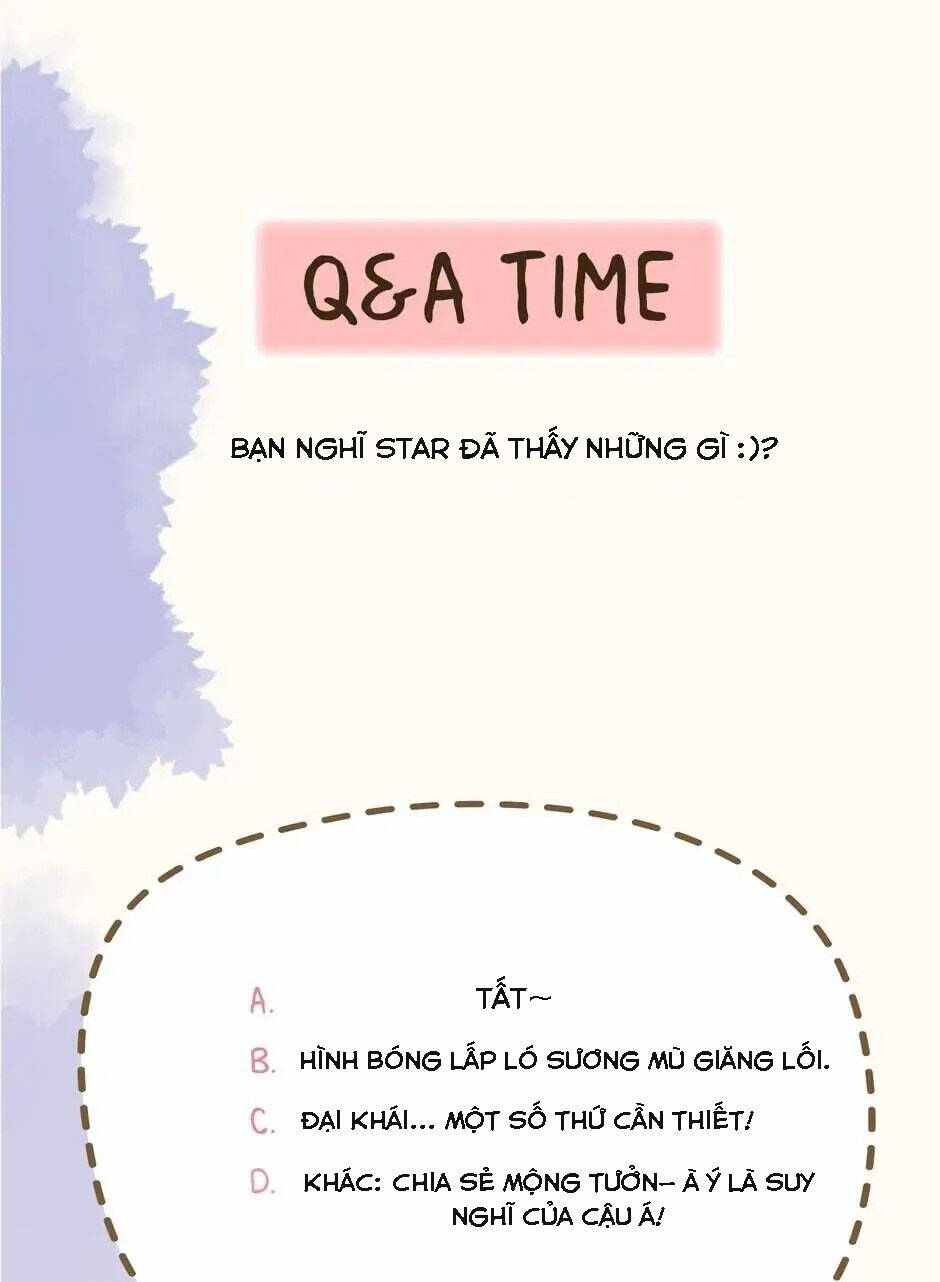 Q&A TIME
BẠN NGHĨ STAR ĐÃ THẤY NHỮNG GÌ :)?
A. TẤT~
B. HÌNH BÓNG LẤP LÓ SƯƠNG MÙ GIĂNG LỐI.
C. ĐẠI KHÁI... MỘT SỐ THỨ CẦN THIẾT!
D. KHÁC: CHIA SẺ MỘNG TƯỞN– À Ý LÀ SUY
NGHĨ CỦA CẬU Á!